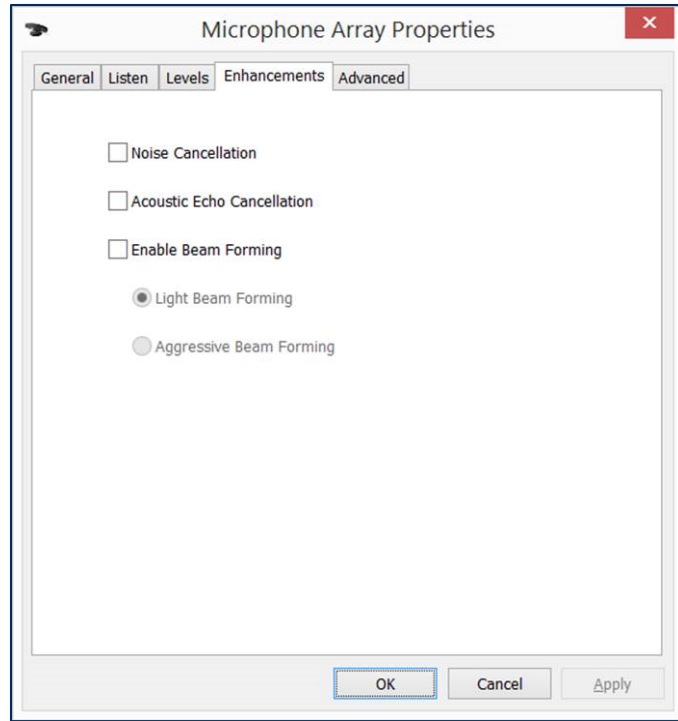 Microphone Array Properties
General Listen Levels Enhancements Advanced
Noise Cancellation
Acoustic Echo Cancellation
Enable Beam Forming
Light Beam Forming
Aggressive Beam Forming
OK Cancel Apply